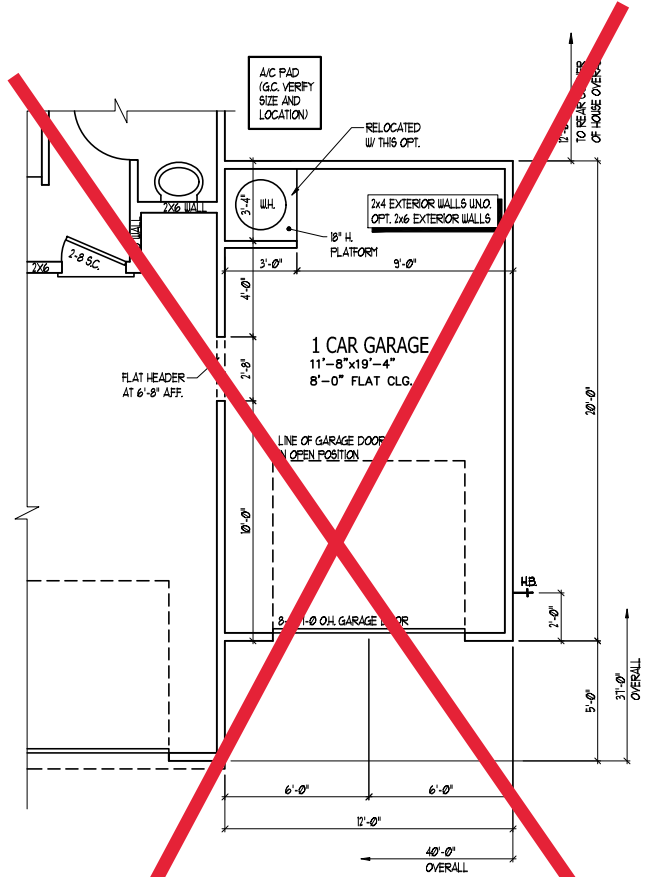 A/C PAD
(G.C. VERIFY
SIZE AND
LOCATION)
TO REAR
OF HOUSE
RELOCATED
W/ THIS OPT.
W.H.
3'-4"
2X6 WALL
WALL
2x4 EXTERIOR WALLS U.N.O.
OPT. 2x6 EXTERIOR WALLS
18" H.
PLATFORM
2-8 S.C.
2X6
3'-0"
9'-0"
4'-0"
1 CAR GARAGE
11'-8"x19'-4"
8'-0" FLAT CLG.
2'-8"
FLAT HEADER
AT 6'-8" AFF.
20'-0"
LINE OF GARAGE DOOR
IN OPEN POSITION
10'-0"
H.B.
2'-0"
O.H. GARAGE DOOR
5'-0"
OVERALL
6'-0"
6'-0"
12'-0"
40'-0"
OVERALL